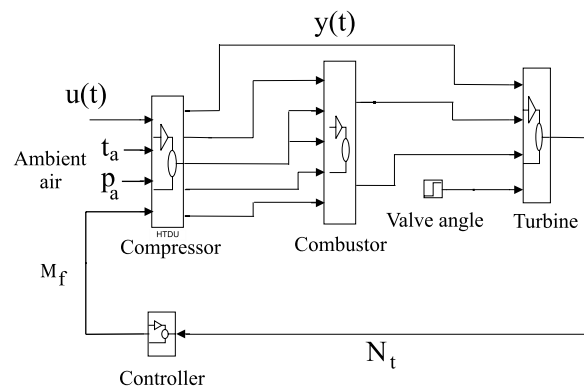 y(t)
u(t)
t_a
Ambient
air
p_a
HTDU
Compressor
Combustor
Valve angle
Turbine
M_f
N_t
Controller